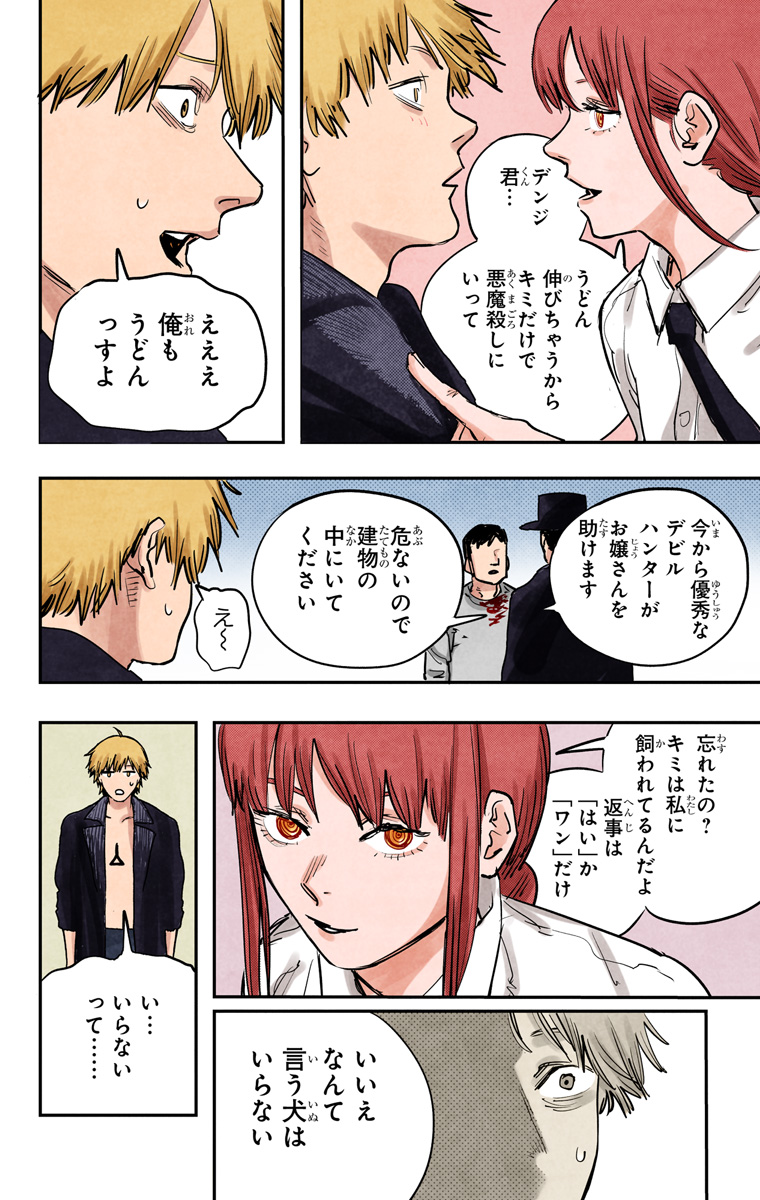 デンジ
君…
うどん
伸びちゃうから
キミだけで
悪魔殺しに
いって
えええ
俺も
うどん
っすよ
今から優秀な
デビル
ハンターが
お嬢さんを
助けます
危ないので
建物の
中にいて
ください
え〜
忘れたの?
キミは私に
飼われてるんだよ
返事は
「はい」か
「ワン」だけ
いいえ
なんて
言う犬は
いらない
い…
いらない
って……